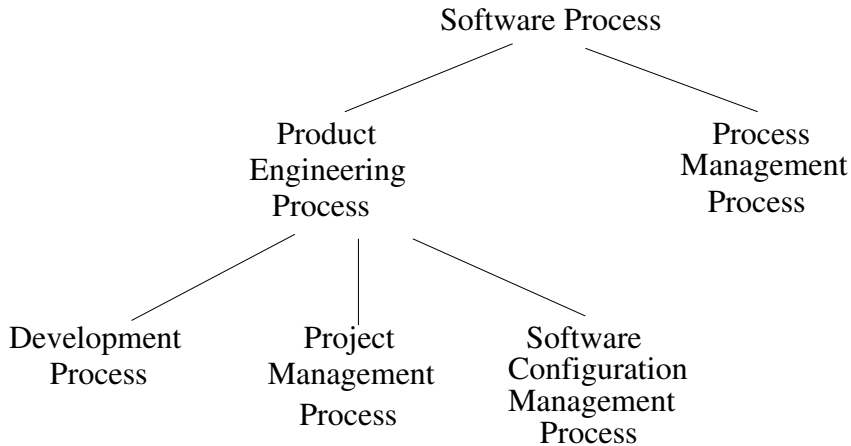 Software Process
Product
Engineering
Process
Process
Management
Process
Development
Process
Project
Management
Process
Software
Configuration
Management
Process